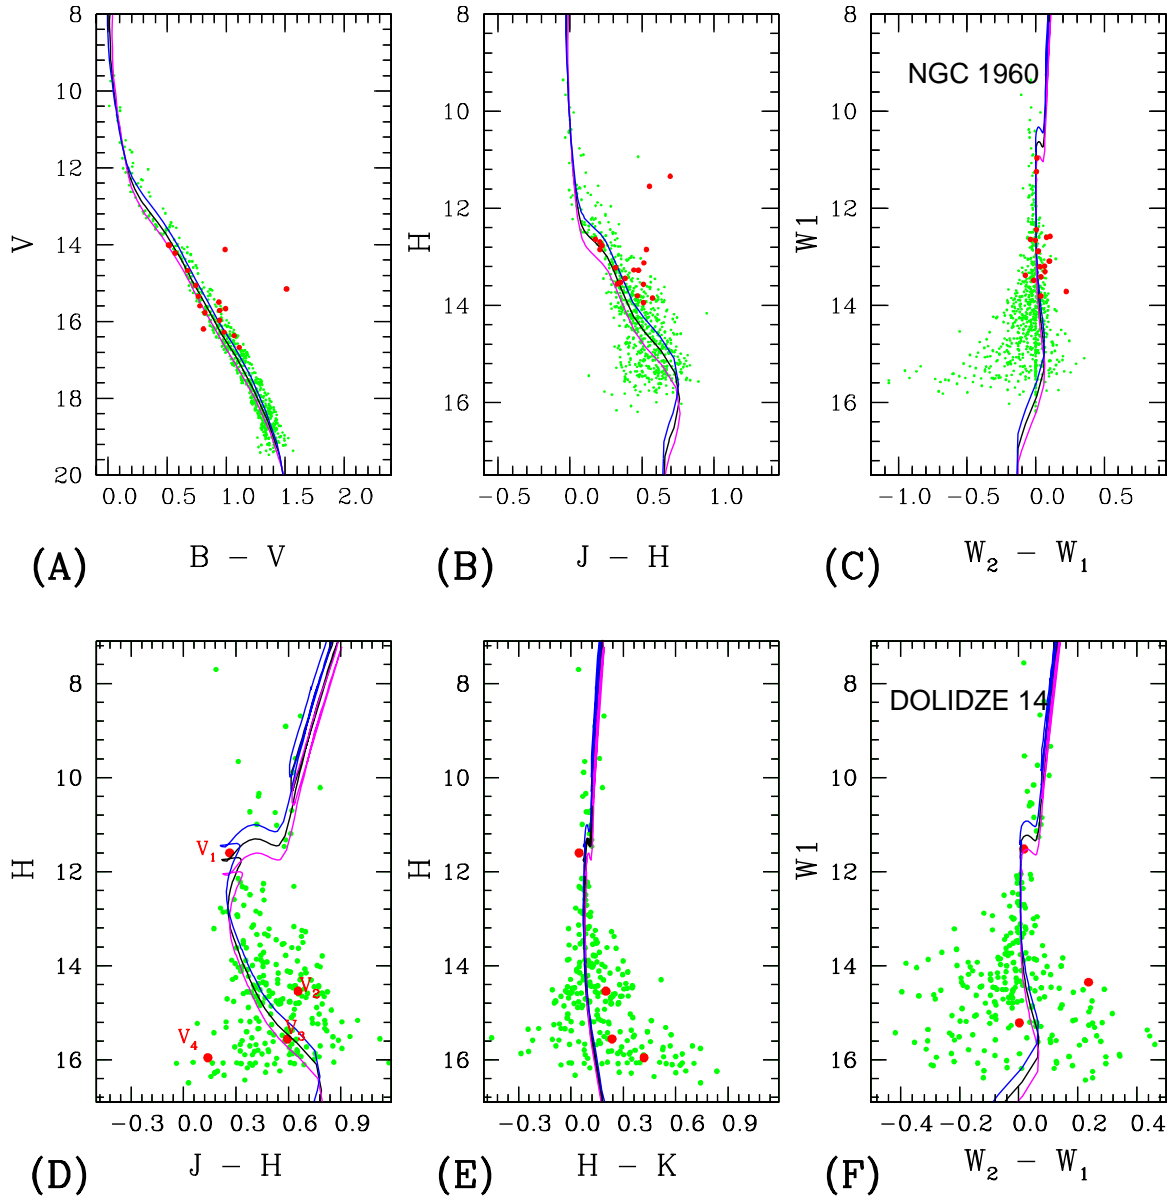 8
10
12
14
16
18
20
V
0.0 0.5 1.0 1.5 2.0
B − V
(A)
8
10
12
14
16
H
−0.5 0.0 0.5 1.0
J − H
(B)
NGC 1960
8
10
12
14
16
W1
−1.0 −0.5 0.0 0.5
W2 − W1
(C)
8
10
12
14
16
H
V1
V2
V3
V4
−0.3 0.0 0.3 0.6 0.9
J − H
(D)
8
10
12
14
16
H
−0.3 0.0 0.3 0.6 0.9
H − K
(E)
DOLIDZE 14
8
10
12
14
16
W1
−0.4 −0.2 0.0 0.2 0.4
W2 − W1
(F)